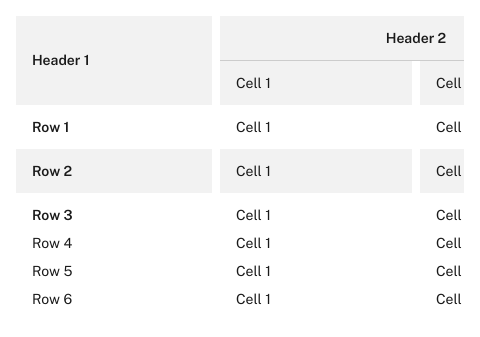 Header 1
Header 2
Cell 1 Cell
Row 1 Cell 1 Cell
Row 2 Cell 1 Cell
Row 3 Cell 1 Cell
Row 4 Cell 1 Cell
Row 5 Cell 1 Cell
Row 6 Cell 1 Cell